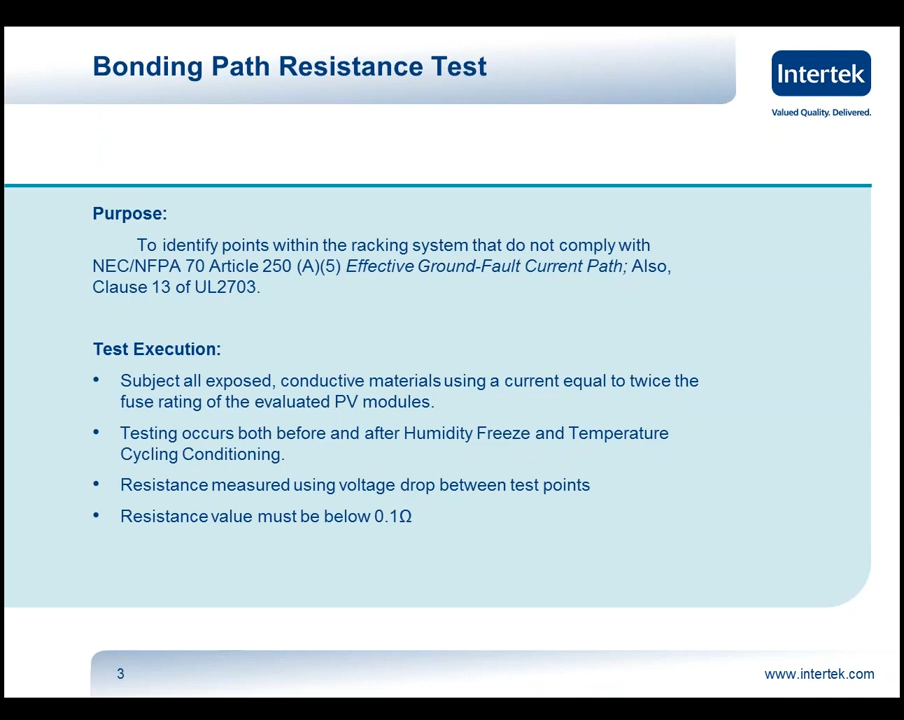 Bonding Path Resistance Test
Intertek
Valued Quality. Delivered.
Purpose:
To identify points within the racking system that do not comply with
NEC/NFPA 70 Article 250 (A)(5) Effective Ground-Fault Current Path; Also,
Clause 13 of UL2703.
Test Execution:
• Subject all exposed, conductive materials using a current equal to twice the
fuse rating of the evaluated PV modules.
• Testing occurs both before and after Humidity Freeze and Temperature
Cycling Conditioning.
• Resistance measured using voltage drop between test points
• Resistance value must be below 0.1Ω
3
www.intertek.com